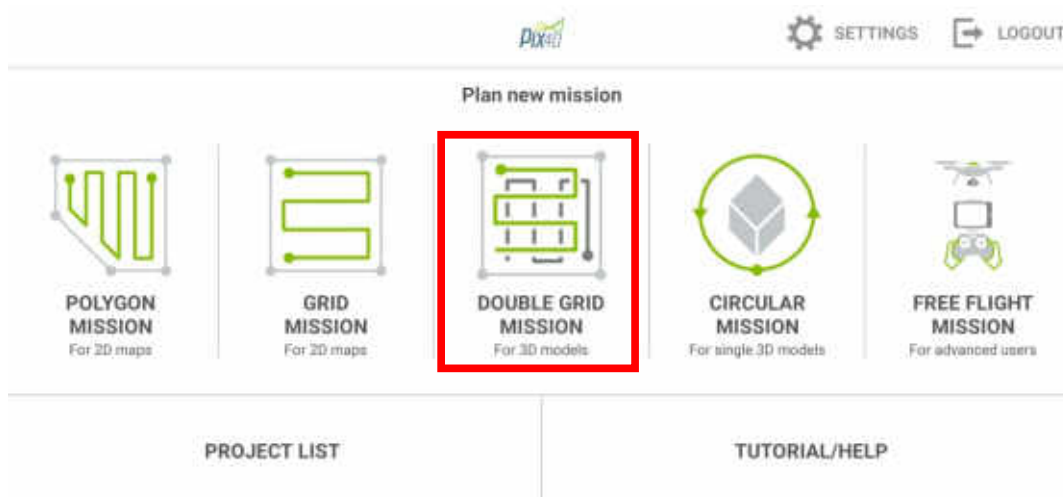 Pix4D
SETTINGS
LOGOUT
Plan new mission
POLYGON
MISSION
For 2D maps
GRID
MISSION
For 2D maps
DOUBLE GRID
MISSION
For 3D models
CIRCULAR
MISSION
For single 3D models
FREE FLIGHT
MISSION
For advanced users
PROJECT LIST
TUTORIAL/HELP